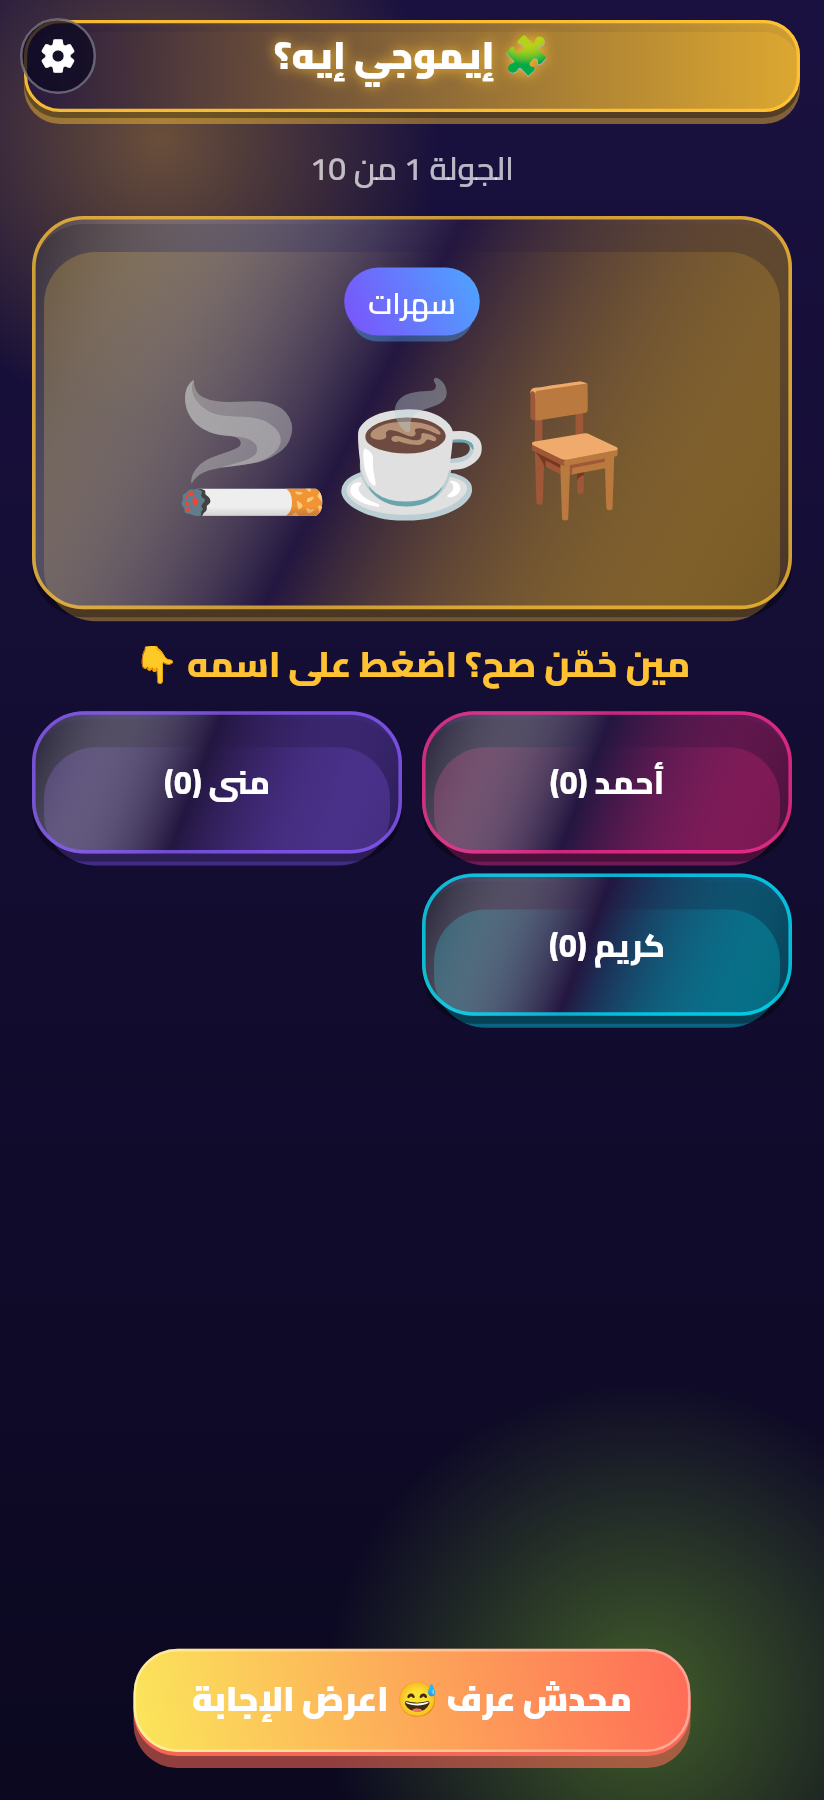 🧩 إيموجي إيه؟
الجولة 1 من 10
سهرات
مين خمّن صح؟ اضغط على اسمه 👇
أحمد (0)
منى (0)
كريم (0)
محدش عرف 😅 اعرض الإجابة